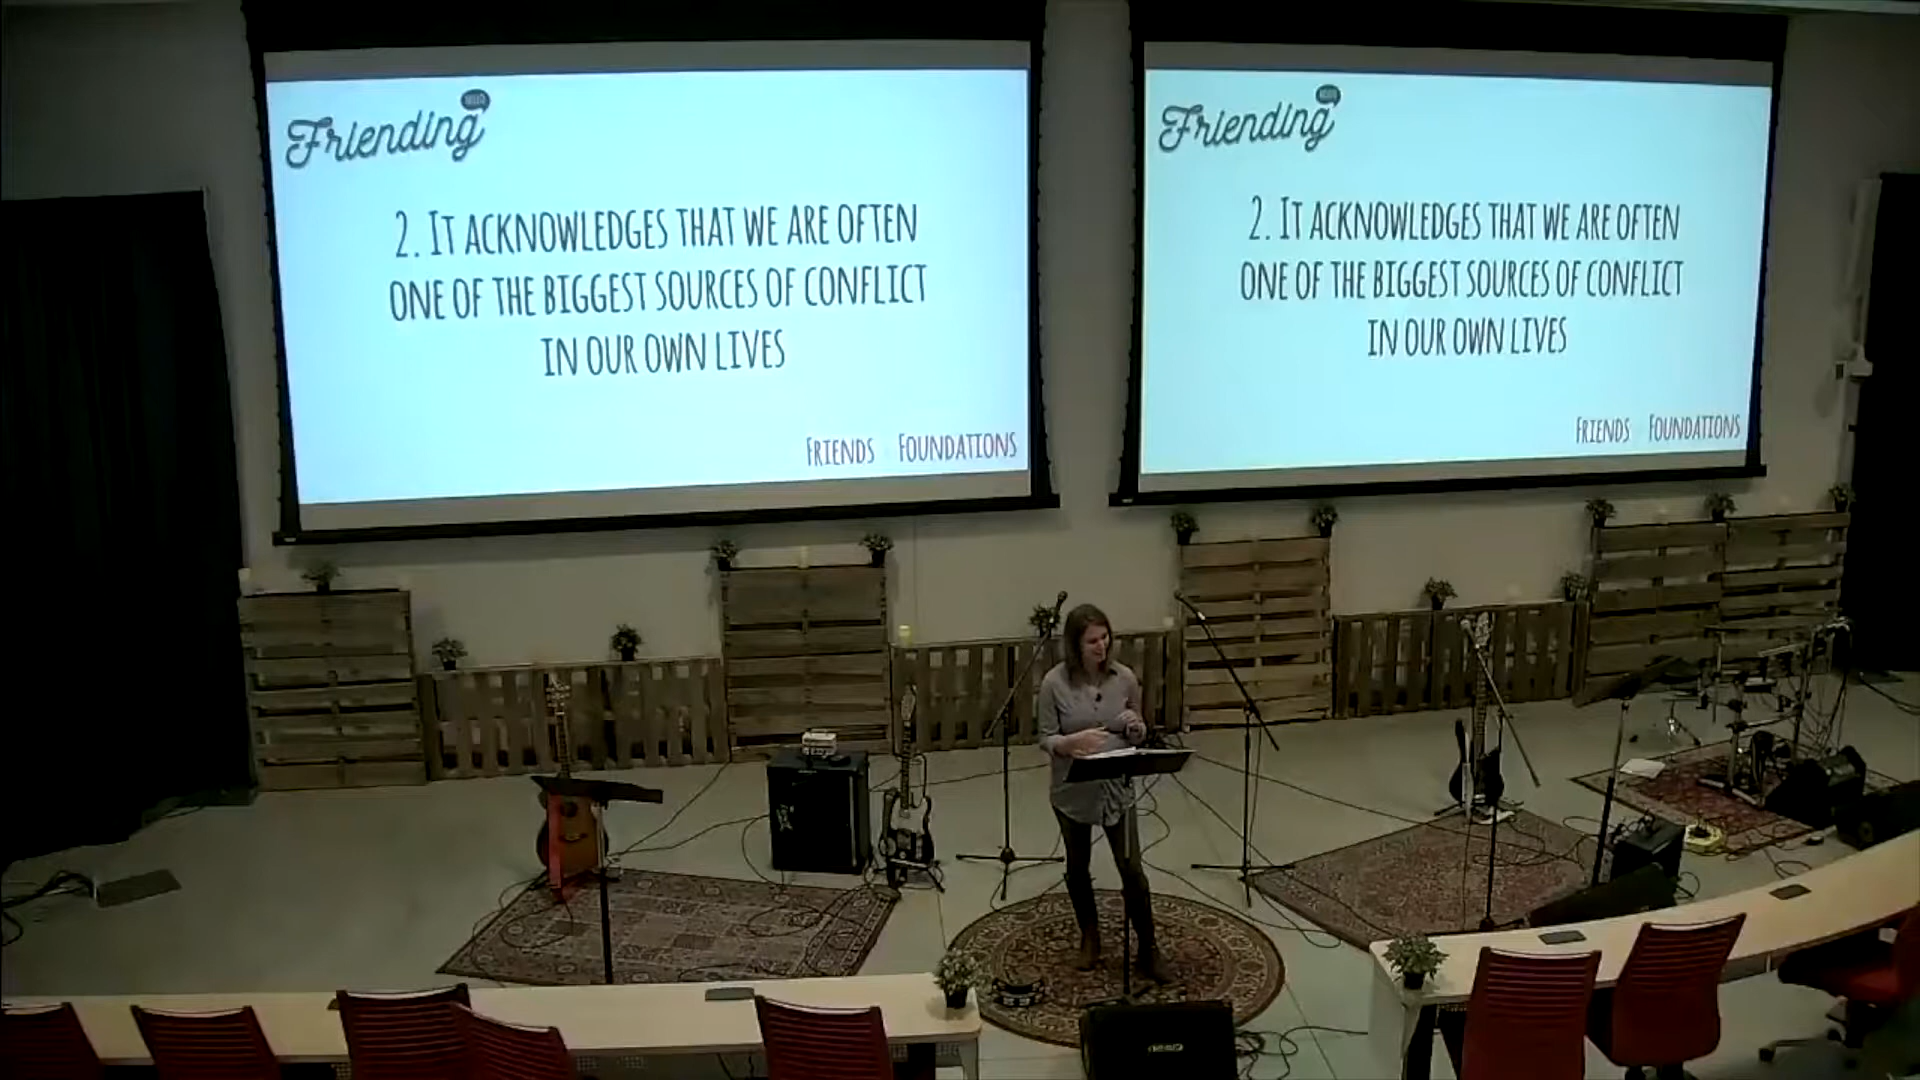 HELLO
Friending
2. It acknowledges that we are often
one of the biggest sources of conflict
in our own lives
Friends Foundations
HELLO
Friending
2. It acknowledges that we are often
one of the biggest sources of conflict
in our own lives
Friends Foundations